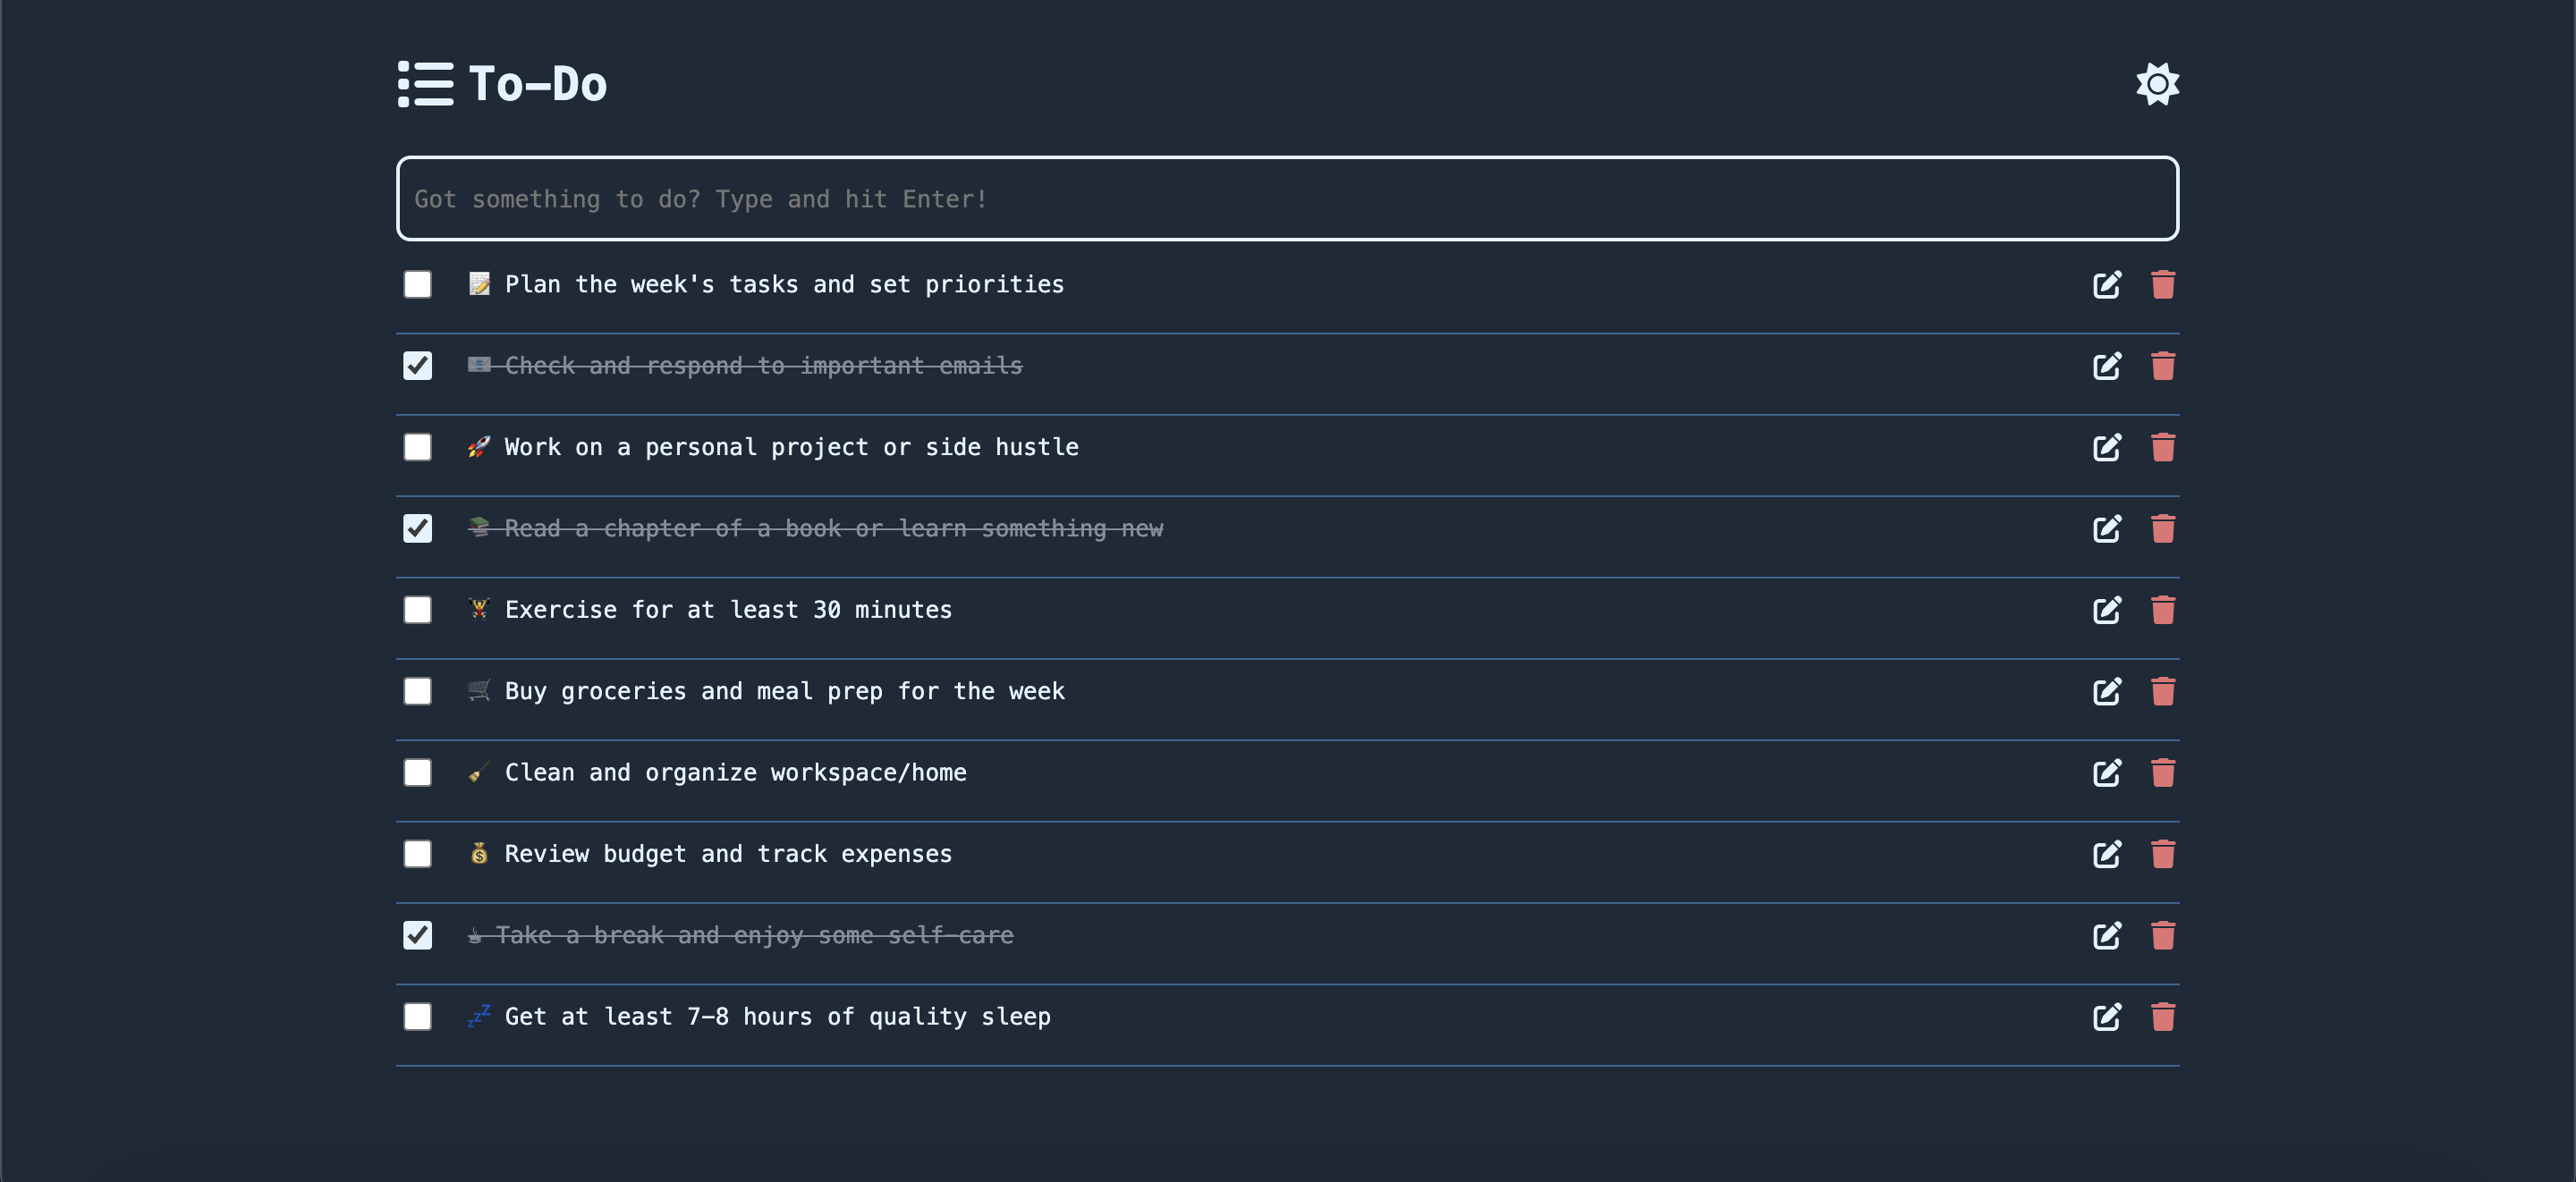 To-Do
Got something to do? Type and hit Enter!
📝 Plan the week's tasks and set priorities
📧 Check and respond to important emails
🚀 Work on a personal project or side hustle
📚 Read a chapter of a book or learn something new
🏋 Exercise for at least 30 minutes
🛒 Buy groceries and meal prep for the week
🧹 Clean and organize workspace/home
💰 Review budget and track expenses
☕ Take a break and enjoy some self-care
💤 Get at least 7-8 hours of quality sleep